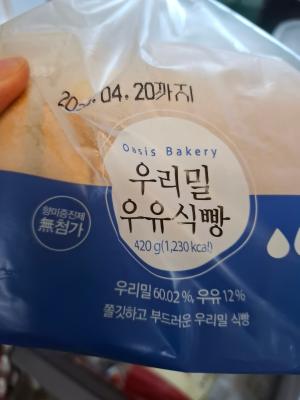 .04.20까지
Oasis Bakery
우리밀
우유식빵
420 g(1,230 kcal)
향미증진제
無첨가
우리밀 60.02 %, 우유 12 %
쫄깃하고 부드러운 우리밀 식빵